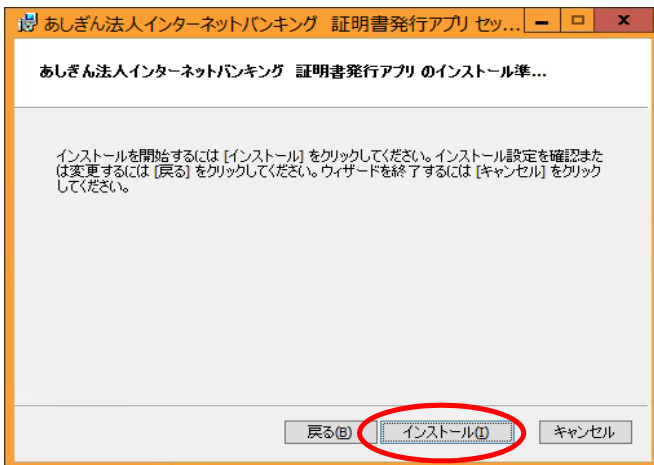 あしぎん法人インターネットバンキング 証明書発行アプリ セッ...
あしぎん法人インターネットバンキング 証明書発行アプリ のインストール準...
インストールを開始するには [インストール] をクリックしてください。インストール設定を確認また
は変更するには [戻る] をクリックしてください。ウィザードを終了するには [キャンセル] をクリック
してください。
戻る(B) インストール(I) キャンセル